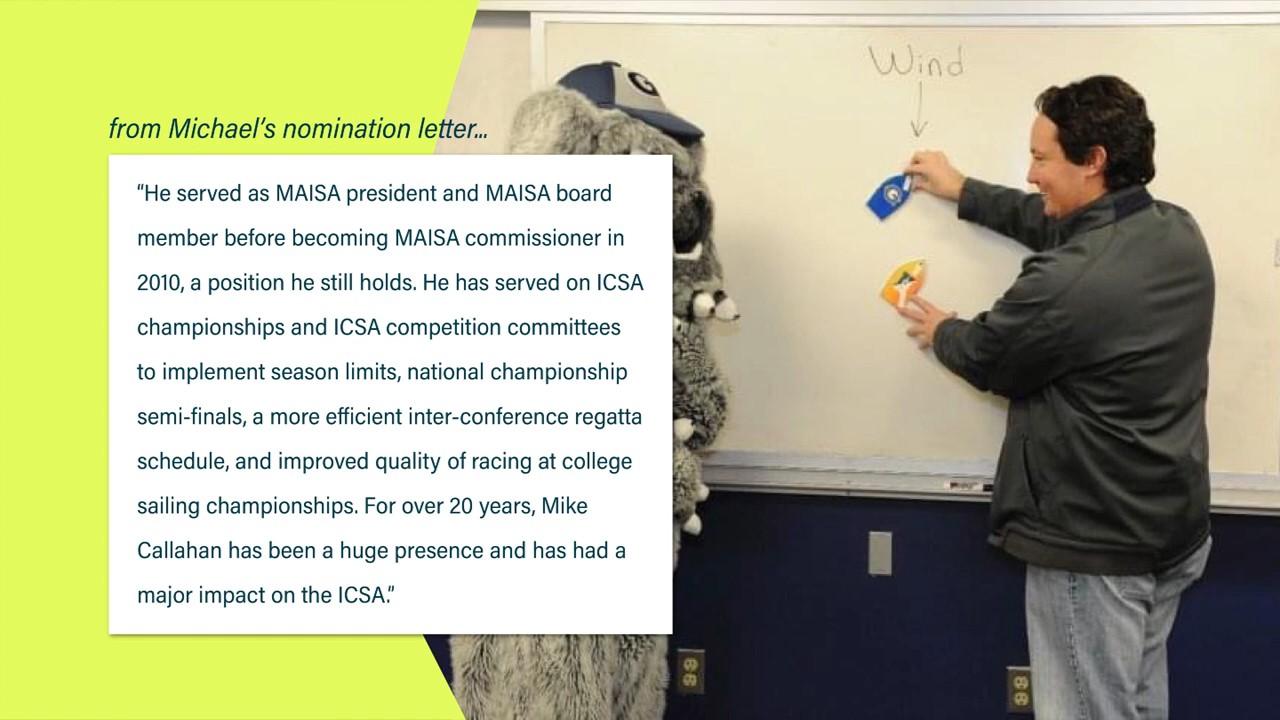 Wind
from Michael’s nomination letter...
“He served as MAISA president and MAISA board
member before becoming MAISA commissioner in
2010, a position he still holds. He has served on ICSA
championships and ICSA competition committees
to implement season limits, national championship
semi-finals, a more efficient inter-conference regatta
schedule, and improved quality of racing at college
sailing championships. For over 20 years, Mike
Callahan has been a huge presence and has had a
major impact on the ICSA.”
G
G